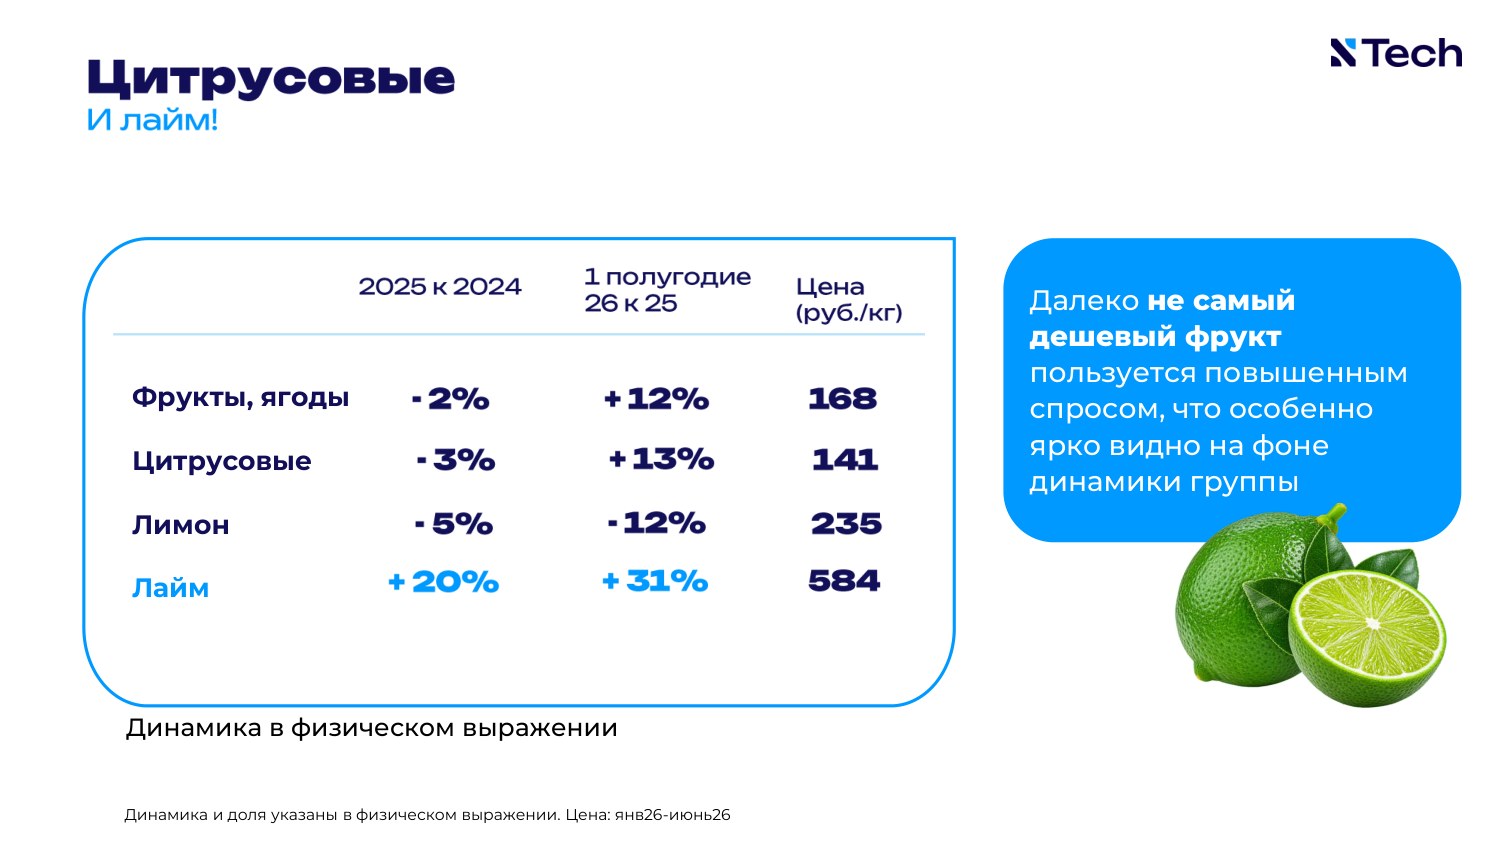 Цитрусовые
И лайм!
Tech
2025 к 2024
1 полугодие
26 к 25
Цена
(руб./кг)
Фрукты, ягоды - 2% + 12% 168
Цитрусовые - 3% + 13% 141
Лимон - 5% - 12% 235
Лайм + 20% + 31% 584
Далеко не самый
дешевый фрукт
пользуется повышенным
спросом, что особенно
ярко видно на фоне
динамики группы
Динамика в физическом выражении
Динамика и доля указаны в физическом выражении. Цена: янв26-июнь26